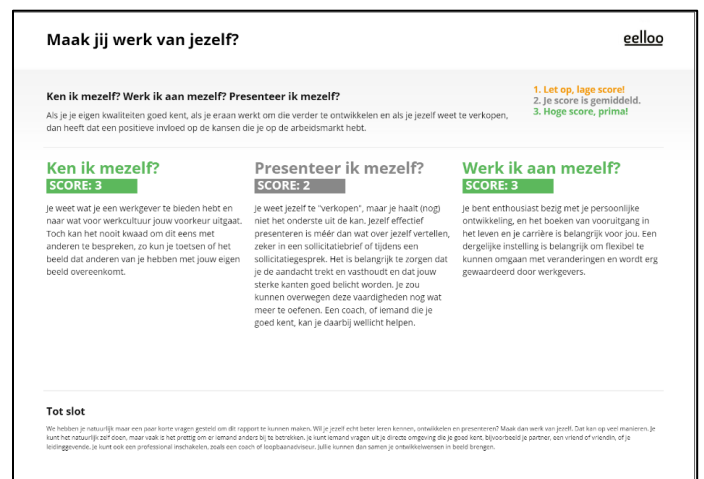 Maak jij werk van jezelf?
eelloo
Ken ik mezelf? Werk ik aan mezelf? Presenteer ik mezelf?
Als je je eigen kwaliteiten goed kent, als je eraan werkt om die verder te ontwikkelen en als je jezelf weet te verkopen,
dan heeft dat een positieve invloed op de kansen die je op de arbeidsmarkt hebt.
1. Let op, lage score!
2. Je score is gemiddeld.
3. Hoge score, prima!
Ken ik mezelf?
SCORE: 3
Je weet wat je een werkgever te bieden hebt en
naar wat voor werkcultuur jouw voorkeur uitgaat.
Toch kan het nooit kwaad om dit eens met
anderen te bespreken, zo kun je toetsen of het
beeld dat anderen van je hebben met jouw eigen
beeld overeenkomt.
Presenteer ik mezelf?
SCORE: 2
Je weet jezelf te "verkopen", maar je haalt (nog)
niet het onderste uit de kan. Jezelf effectief
presenteren is méér dan wat over jezelf vertellen,
zeker in een sollicitatiebrief of tijdens een
sollicitatiegesprek. Het is belangrijk te zorgen dat
je de aandacht trekt en vasthoudt en dat jouw
sterke kanten goed belicht worden. Je zou
kunnen overwegen deze vaardigheden nog wat
meer te oefenen. Een coach, of iemand die je
goed kent, kan je daarbij wellicht helpen.
Werk ik aan mezelf?
SCORE: 3
Je bent enthousiast bezig met je persoonlijke
ontwikkeling, en het boeken van vooruitgang in
het leven en je carrière is belangrijk voor jou. Een
dergelijke instelling is belangrijk om flexibel te
kunnen omgaan met veranderingen en wordt erg
gewaardeerd door werkgevers.
Tot slot
We hebben je natuurlijk maar een paar korte vragen gesteld om dit rapport te kunnen maken. Wil je jezelf echt beter leren kennen, ontwikkelen en presenteren? Maak dan werk van jezelf. Dat kan op veel manieren. Je
kunt het natuurlijk zelf doen, maar vaak is het prettig om er iemand anders bij te betrekken. Je kunt iemand vragen uit je directe omgeving die je goed kent, bijvoorbeeld je partner, een vriend of vriendin, of je
leidinggevende. Je kunt ook een professional inschakelen, zoals een coach of loopbaanadviseur. Jullie kunnen dan samen je ontwikkelwensen in beeld brengen.